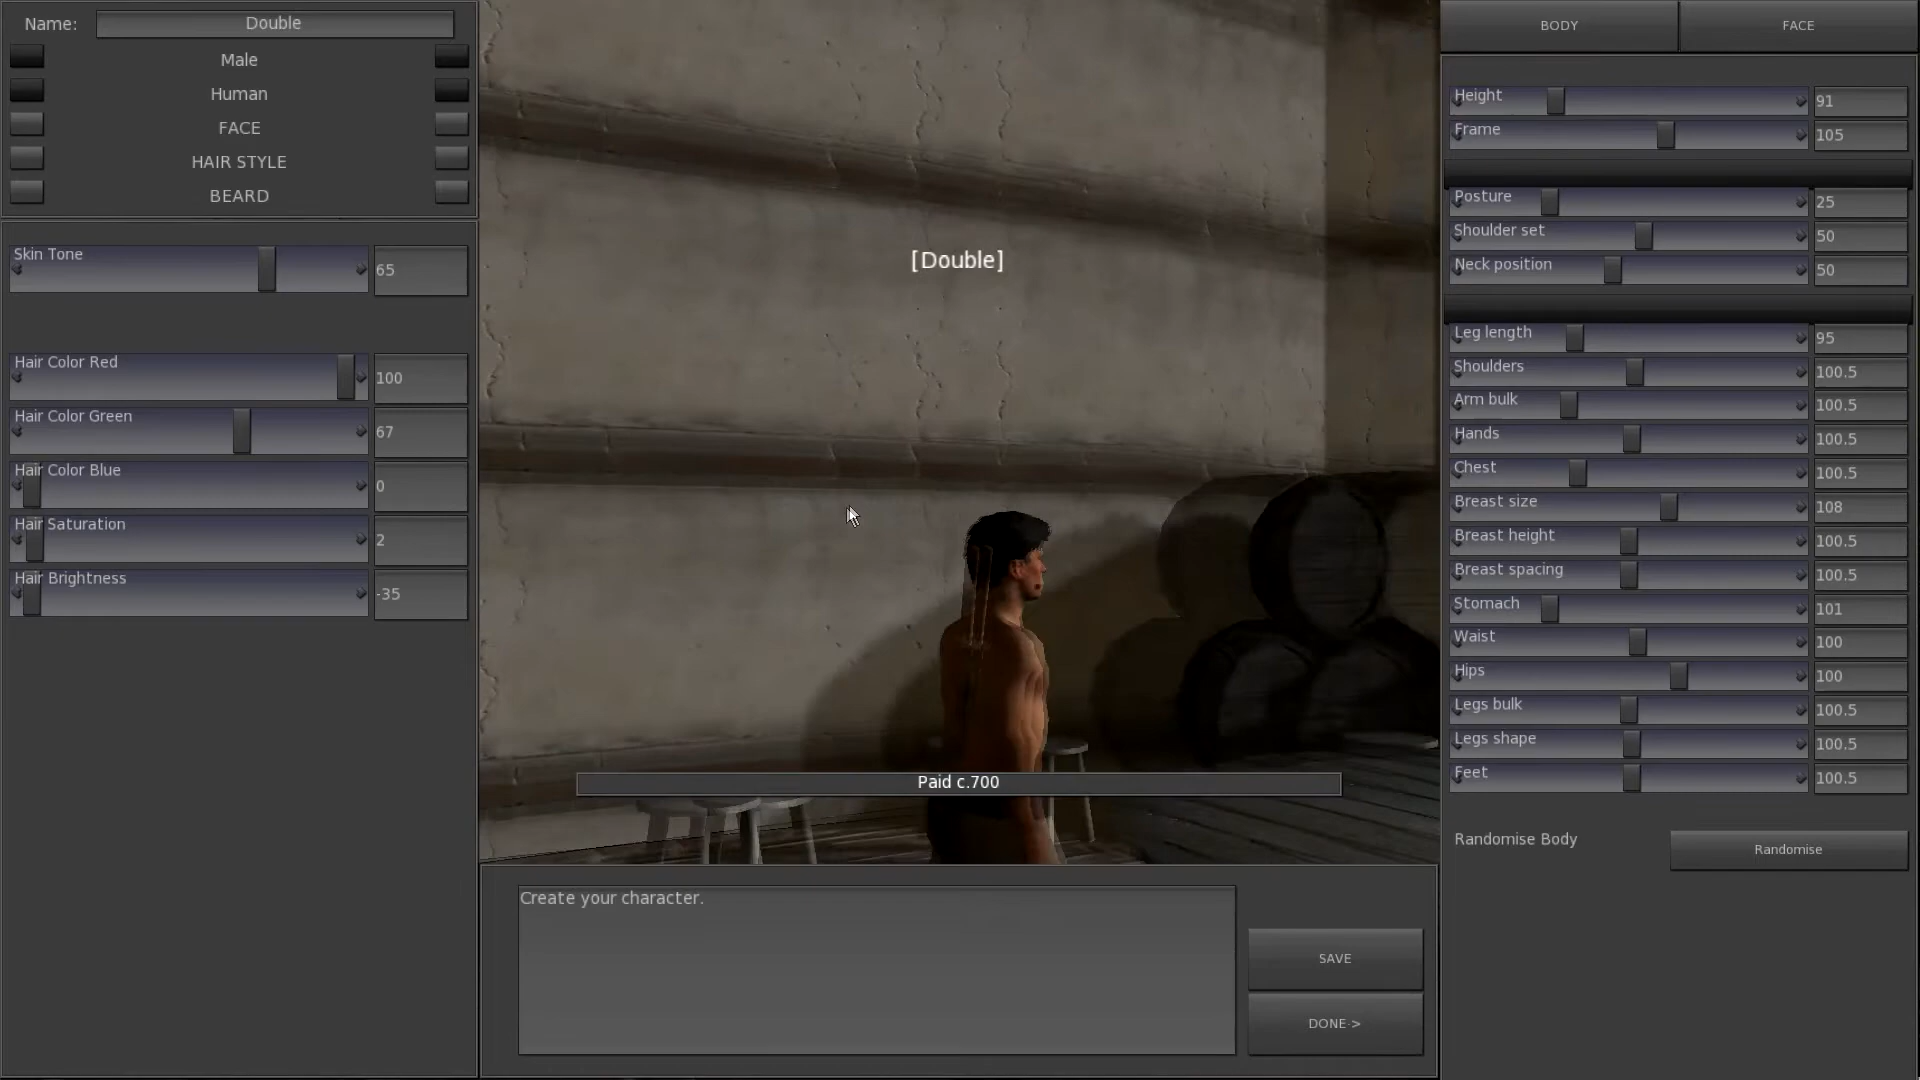 Name: Double
Male
Human
FACE
HAIR STYLE
BEARD
Skin Tone 65
Hair Color Red 100
Hair Color Green 67
Hair Color Blue 0
Hair Saturation 2
Hair Brightness -35
[Double]
Paid c.700
Create your character.
SAVE
DONE->
BODY FACE
Height 91
Frame 105
Posture 25
Shoulder set 50
Neck position 50
Leg length 95
Shoulders 100.5
Arm bulk 100.5
Hands 100.5
Chest 100.5
Breast size 108
Breast height 100.5
Breast spacing 100.5
Stomach 101
Waist 100
Hips 100
Legs bulk 100.5
Legs shape 100.5
Feet 100.5
Randomise Body Randomise